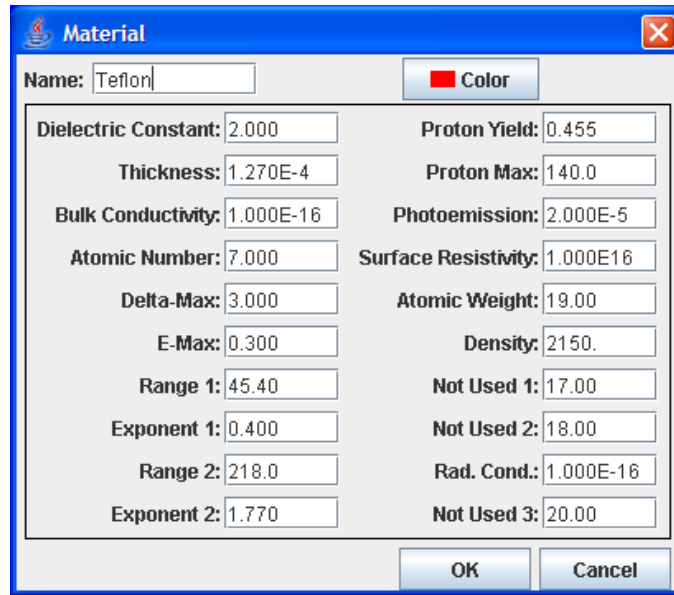 Material
Name: Teflon Color
Dielectric Constant: 2.000 Proton Yield: 0.455
Thickness: 1.270E-4 Proton Max: 140.0
Bulk Conductivity: 1.000E-16 Photoemission: 2.000E-5
Atomic Number: 7.000 Surface Resistivity: 1.000E16
Delta-Max: 3.000 Atomic Weight: 19.00
E-Max: 0.300 Density: 2150.
Range 1: 45.40 Not Used 1: 17.00
Exponent 1: 0.400 Not Used 2: 18.00
Range 2: 218.0 Rad. Cond.: 1.000E-16
Exponent 2: 1.770 Not Used 3: 20.00
OK Cancel